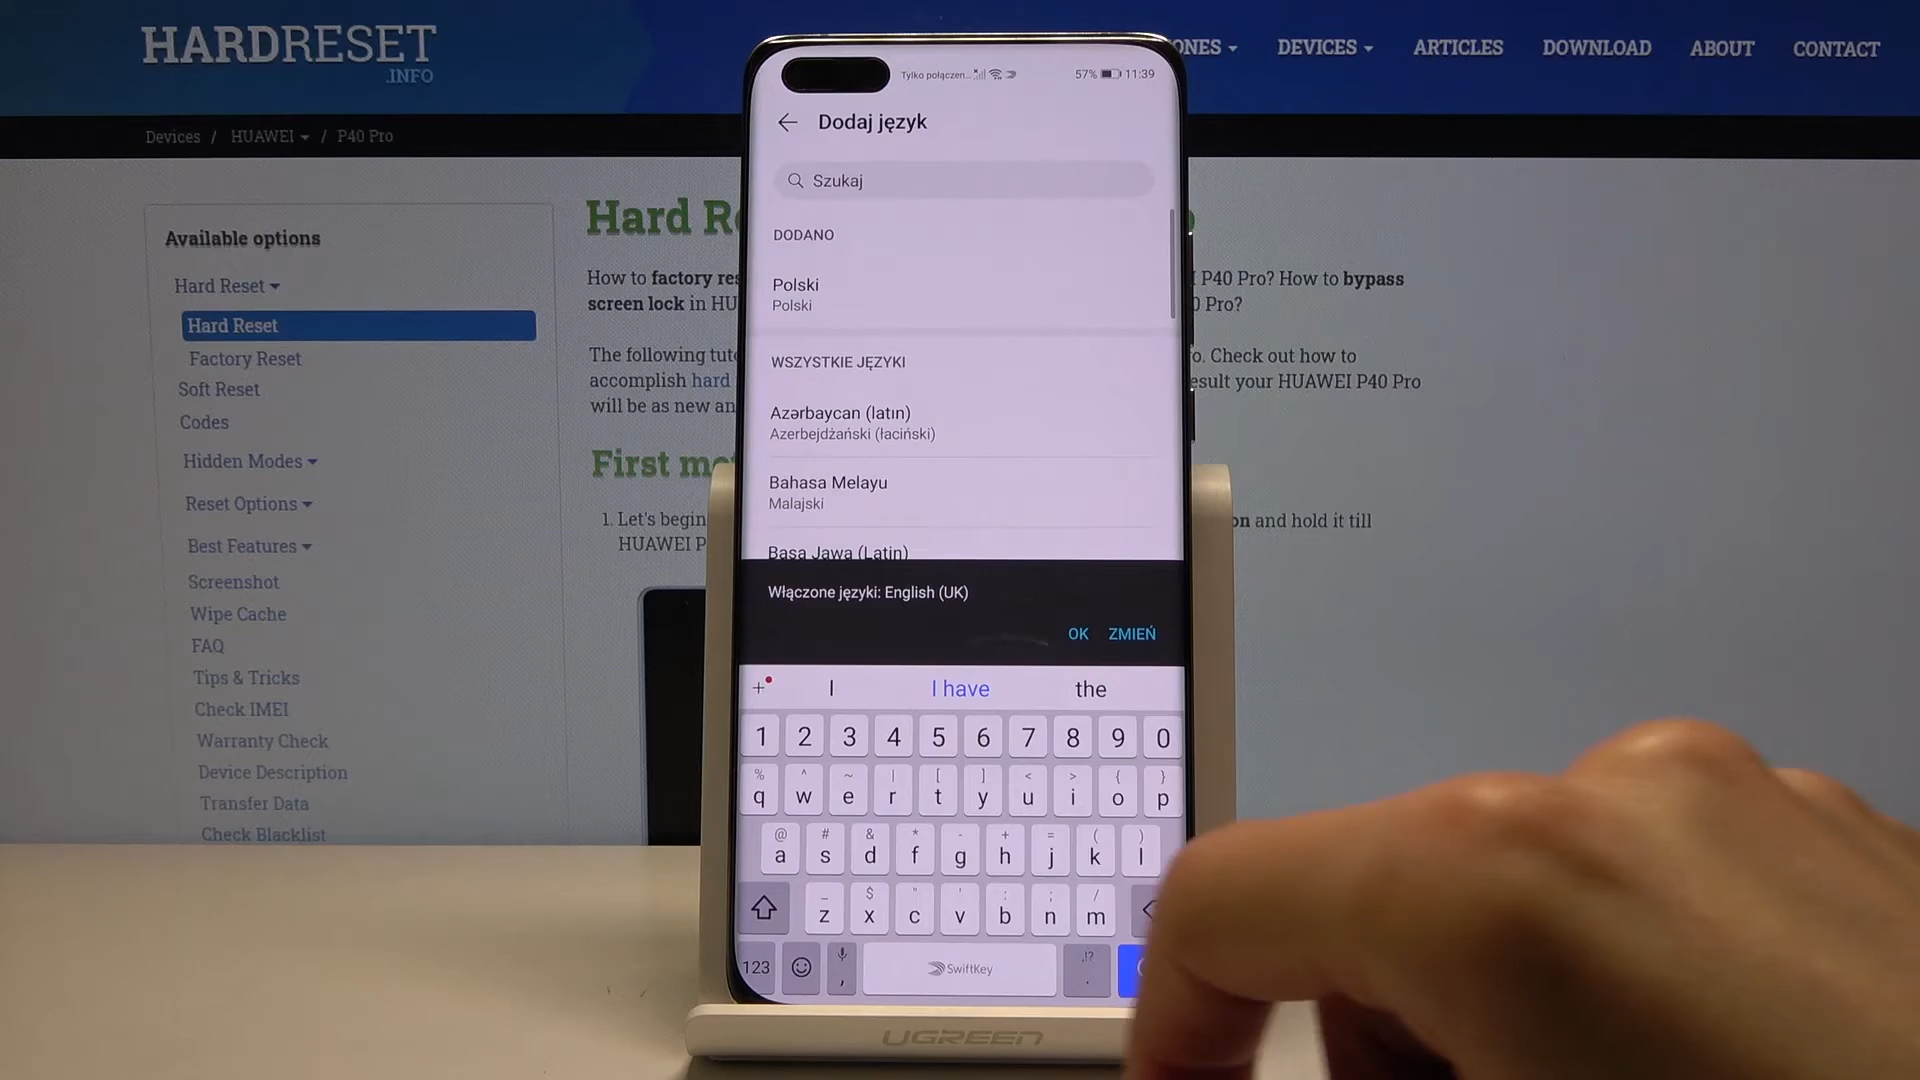 HARDRESET
.INFO
ONES
DEVICES
ARTICLES
DOWNLOAD
ABOUT
CONTACT
Devices / HUAWEI / P40 Pro
Available options
Hard Reset
Hard Reset
Factory Reset
Soft Reset
Codes
Hidden Modes
Reset Options
Best Features
Screenshot
Wipe Cache
FAQ
Tips & Tricks
Check IMEI
Warranty Check
Device Description
Transfer Data
Check Blacklist
Hard R
How to factory res
P40 Pro? How to bypass
screen lock in HU
Pro?
The following tuto
o. Check out how to
accomplish hard
esult your HUAWEI P40 Pro
will be as new an
First me
1. Let's begin
on and hold it till
HUAWEI P
Tylko połączen...
57% 11:39
Dodaj język
Szukaj
DODANO
Polski
Polski
WSZYSTKIE JĘZYKI
Azərbaycan (latın)
Azerbejdżański (łaciński)
Bahasa Melayu
Malajski
Basa Jawa (Latin)
Włączone języki: English (UK)
OK ZMIEŃ
+ I I have the
1 2 3 4 5 6 7 8 9 0
% ^ ~ | [ ] < > { }
q w e r t y u i o p
@ # & * - + = ( )
a s d f g h j k l
_ $ " ' : ; /
z x c v b n m
123 , SwiftKey ,!? .
UGREEN